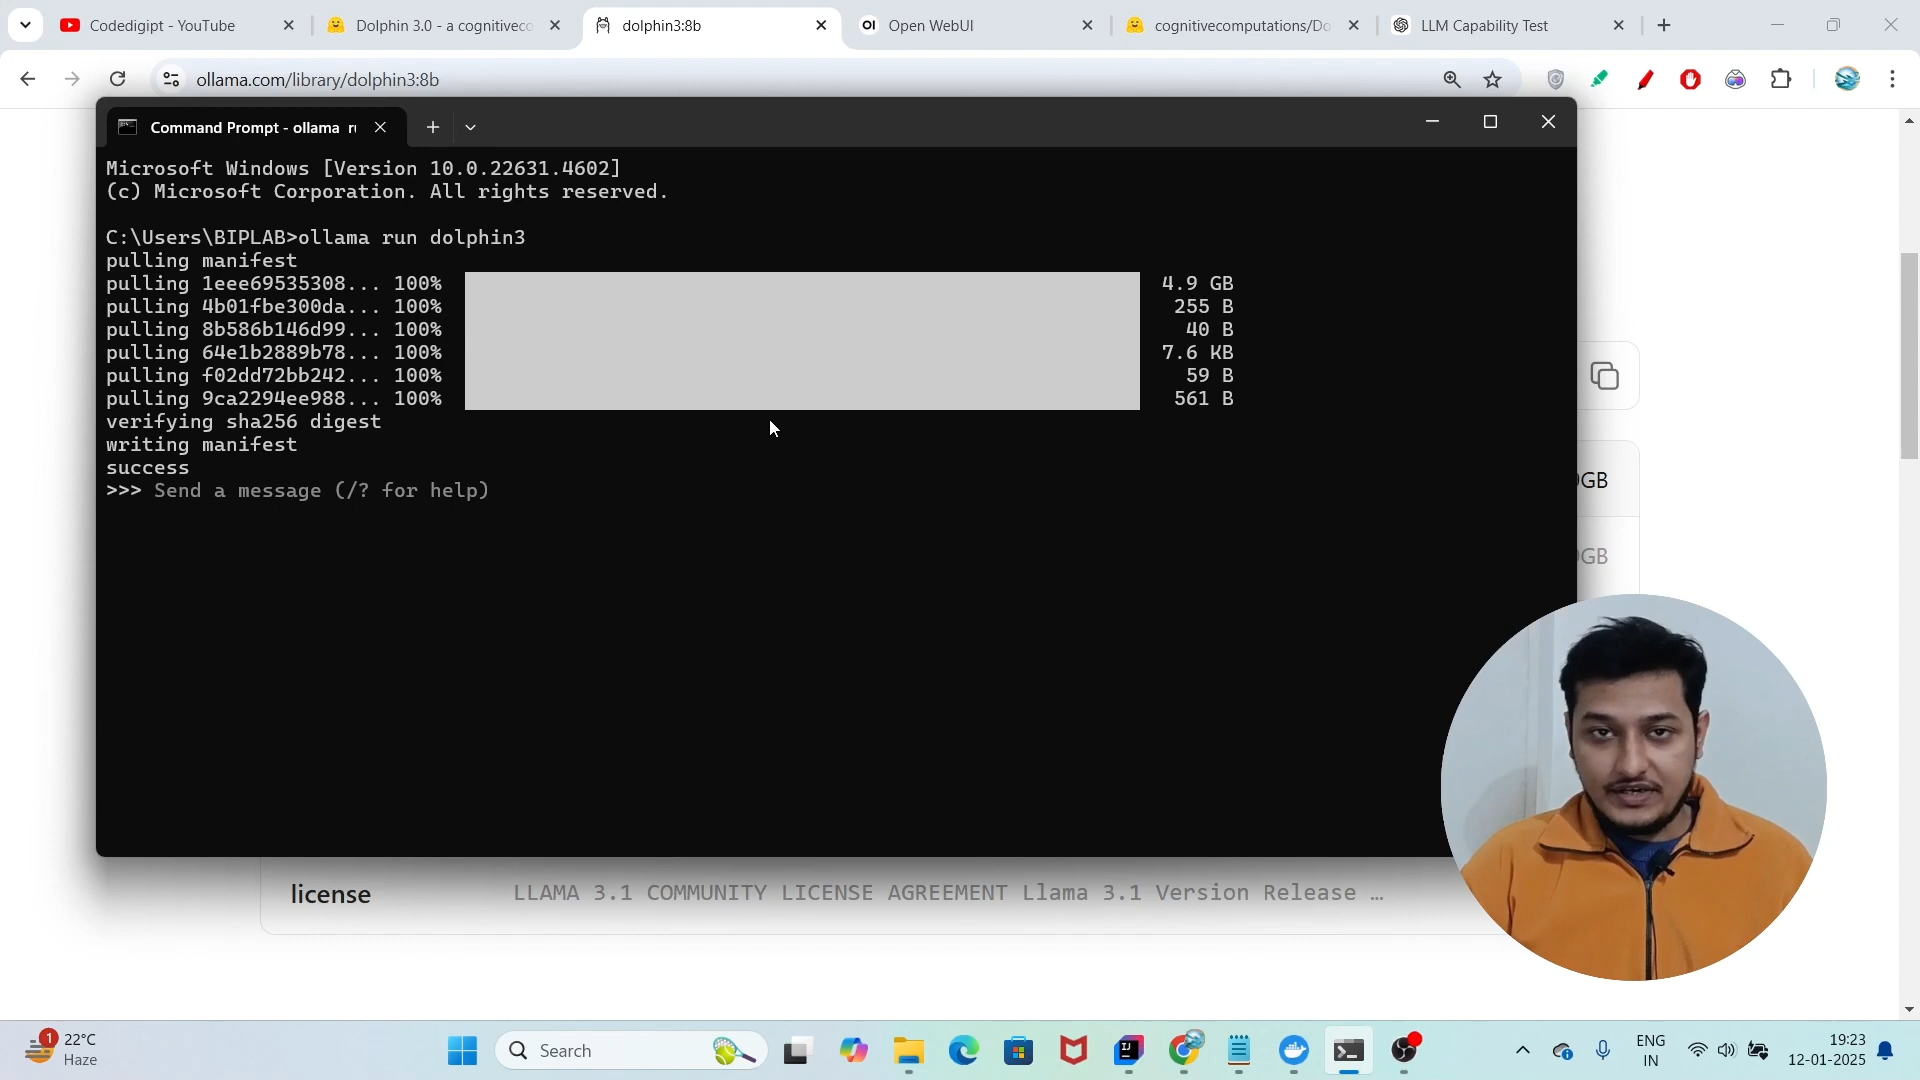 Codedigipt - YouTube
Dolphin 3.0 - a cognitivecc
dolphin3:8b
OI Open WebUI
cognitivecomputations/Do
LLM Capability Test
ollama.com/library/dolphin3:8b
Command Prompt - ollama r
Microsoft Windows [Version 10.0.22631.4602]
(c) Microsoft Corporation. All rights reserved.
C:\Users\BIPLAB>ollama run dolphin3
pulling manifest
pulling 1eee69535308... 100% 4.9 GB
pulling 4b01fbe300da... 100% 255 B
pulling 8b586b146d99... 100% 40 B
pulling 64e1b2889b78... 100% 7.6 KB
pulling f02dd72bb242... 100% 59 B
pulling 9ca2294ee988... 100% 561 B
verifying sha256 digest
writing manifest
success
>>> Send a message (/? for help)
GB
GB
license LLAMA 3.1 COMMUNITY LICENSE AGREEMENT Llama 3.1 Version Release …
1
22°C
Haze
Search
ENG
IN
19:23
12-01-2025